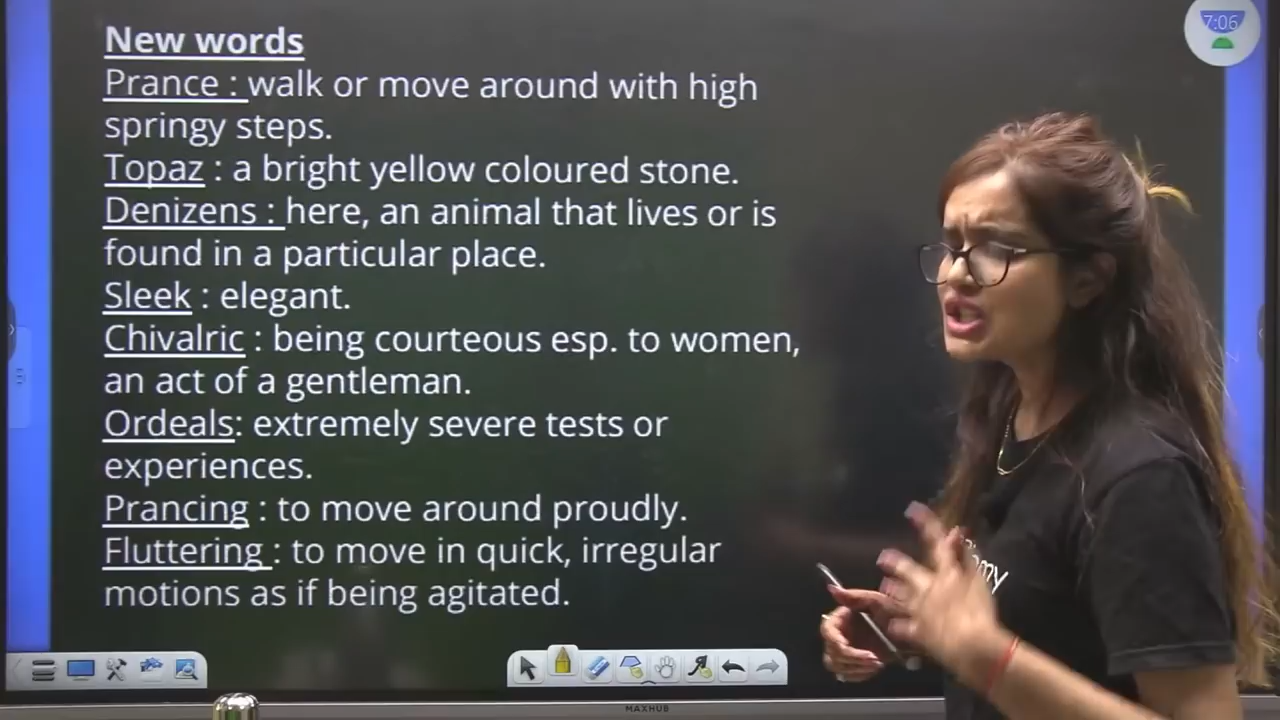 New words
Prance : walk or move around with high
springy steps.
Topaz : a bright yellow coloured stone.
Denizens : here, an animal that lives or is
found in a particular place.
Sleek : elegant.
Chivalric : being courteous esp. to women,
an act of a gentleman.
Ordeals: extremely severe tests or
experiences.
Prancing : to move around proudly.
Fluttering : to move in quick, irregular
motions as if being agitated.
7:06
MAXHUB